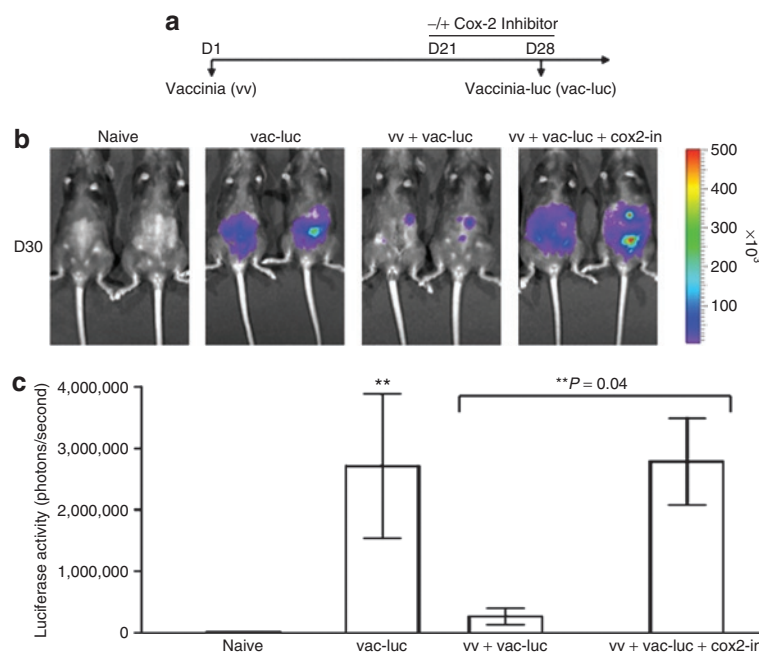 a
–/+ Cox-2 Inhibitor
D1 D21 D28
Vaccinia (vv) Vaccinia-luc (vac-luc)
b
Naive vac-luc vv + vac-luc vv + vac-luc + cox2-in
D30
500
400
300
200
100
×10³
c
**P = 0.04
**
Luciferase activity (photons/second)
4,000,000
3,000,000
2,000,000
1,000,000
0
Naive vac-luc vv + vac-luc vv + vac-luc + cox2-in